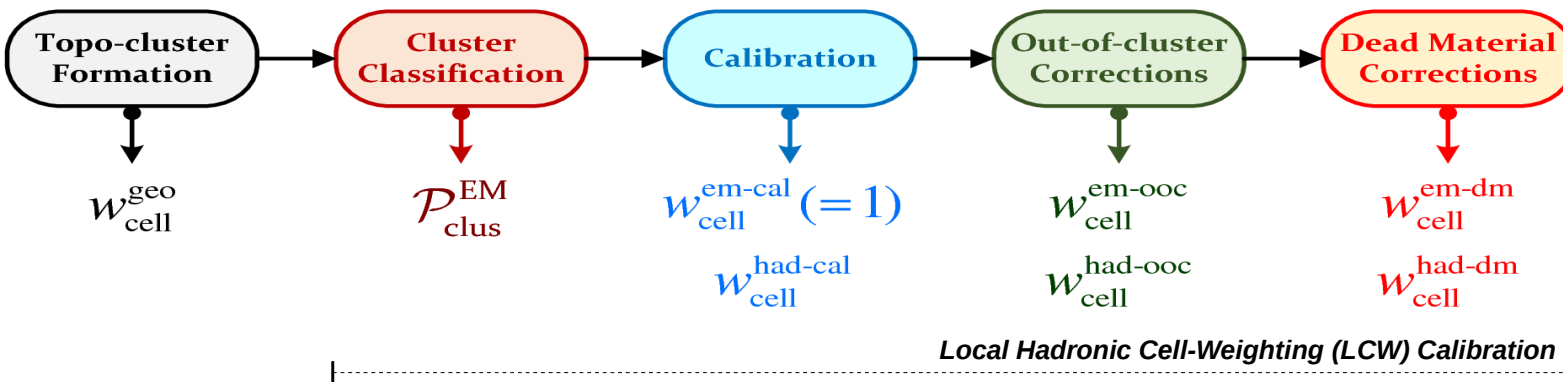 Topo-cluster
Formation
Cluster
Classification
Calibration
Out-of-cluster
Corrections
Dead Material
Corrections
w_cell^geo
𝒫_clus^EM
w_cell^em-cal (= 1)
w_cell^had-cal
w_cell^em-ooc
w_cell^had-ooc
w_cell^em-dm
w_cell^had-dm
Local Hadronic Cell-Weighting (LCW) Calibration